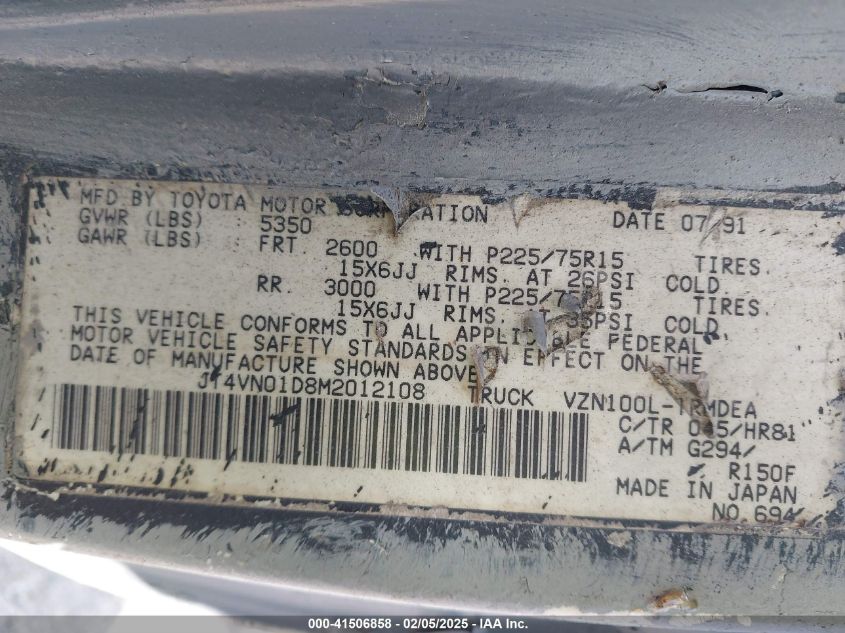 MFD BY TOYOTA MOTOR DATE 07/91
GVWR (LBS) 5350
GAWR (LBS) FRT 2600 WITH P225/75R15 TIRES.
15X6JJ RIMS. AT 26PSI COLD
RR. 3000 WITH P225/75R15 TIRES.
15X6JJ RIMS. 35PSI COLD.
THIS VEHICLE CONFORMS TO ALL APPLICABLE FEDERAL
MOTOR VEHICLE SAFETY STANDARDS IN EFFECT ON THE
DATE OF MANUFACTURE SHOWN ABOVE
JT4VN01D8M2012108 TRUCK VZN100L-TRMDEA
C/TR 045/HR81
A/TM G294/
R150F
MADE IN JAPAN
NO.694
000-41506858 - 02/05/2025 - IAA Inc.